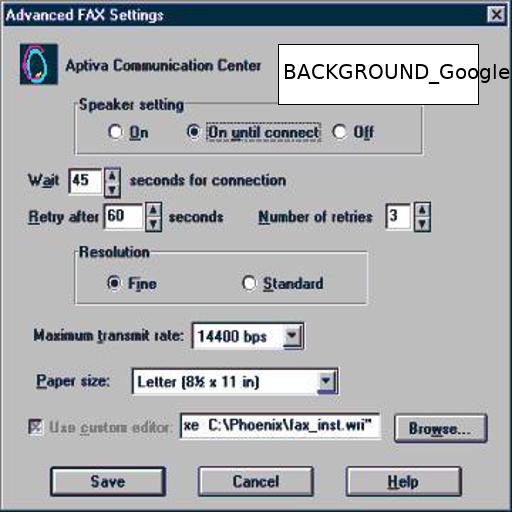 Advanced FAX Settings
Aptiva Communication Center
BACKGROUND_Google
Speaker setting
On On until connect Off
Wait 45 seconds for connection
Retry after 60 seconds Number of retries 3
Resolution
Fine Standard
Maximum transmit rate: 14400 bps
Paper size: Letter (8½ x 11 in)
Use custom editor: xe C:\Phoenix\fax_inst.wri" Browse...
Save Cancel Help